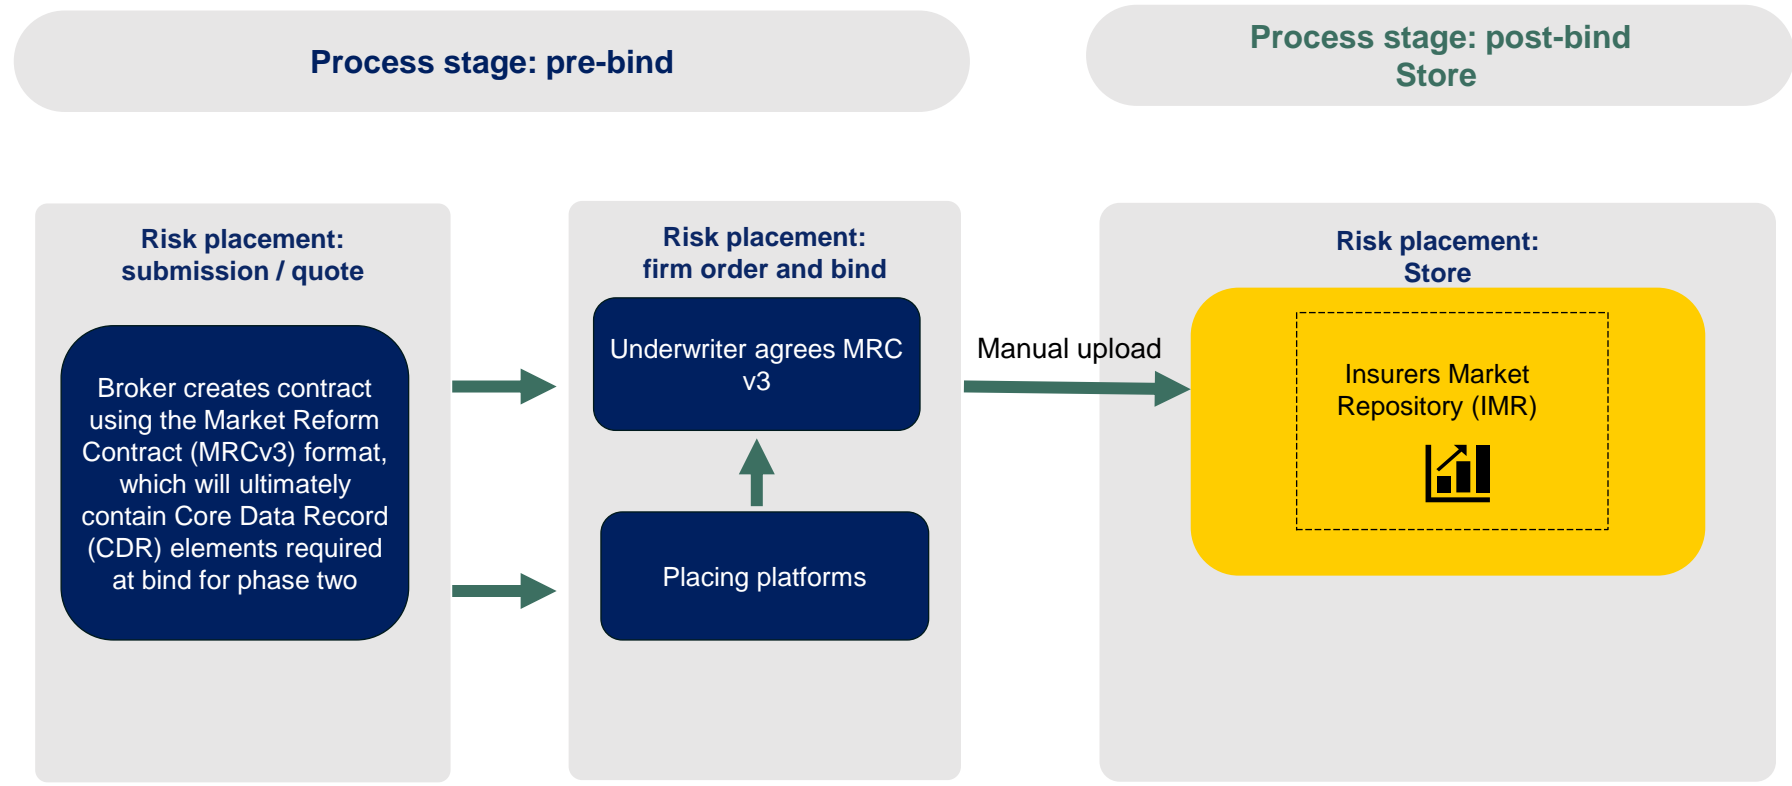 Process stage: pre-bind
Process stage: post-bind
Store
Risk placement:
submission / quote
Broker creates contract
using the Market Reform
Contract (MRCv3) format,
which will ultimately
contain Core Data Record
(CDR) elements required
at bind for phase two
Risk placement:
firm order and bind
Underwriter agrees MRC
v3
Placing platforms
Manual upload
Risk placement:
Store
Insurers Market
Repository (IMR)